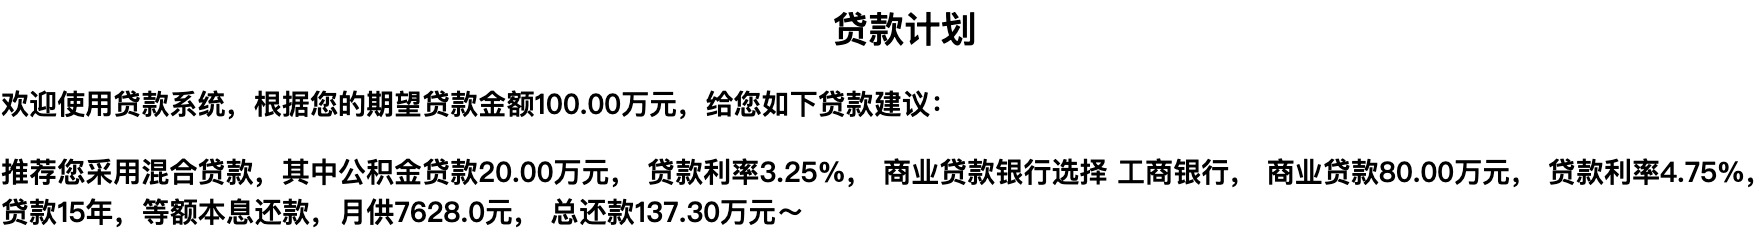 贷款计划
欢迎使用贷款系统，根据您的期望贷款金额100.00万元，给您如下贷款建议：
推荐您采用混合贷款，其中公积金贷款20.00万元， 贷款利率3.25%， 商业贷款银行选择 工商银行， 商业贷款80.00万元， 贷款利率4.75%，
贷款15年，等额本息还款，月供7628.0元， 总还款137.30万元～